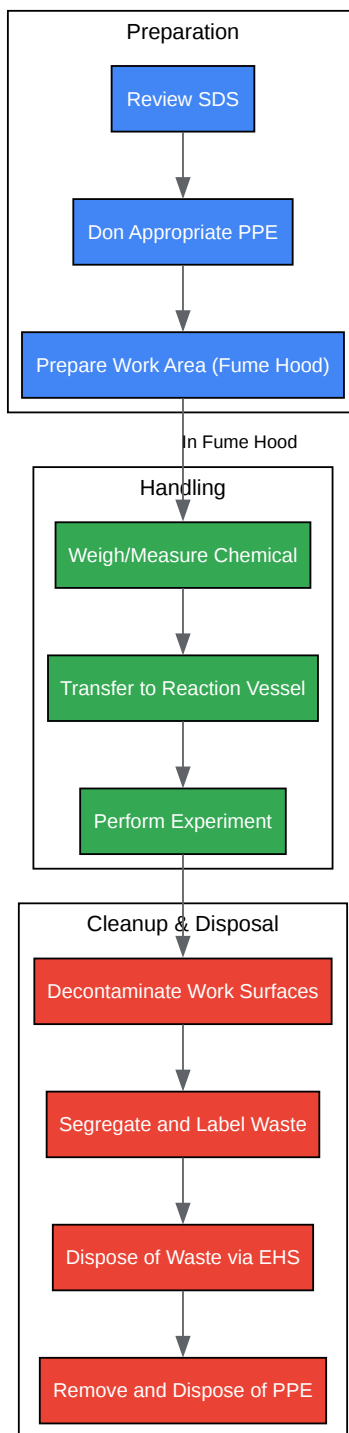 Preparation
Review SDS
Don Appropriate PPE
Prepare Work Area (Fume Hood)
In Fume Hood
Handling
Weigh/Measure Chemical
Transfer to Reaction Vessel
Perform Experiment
Cleanup & Disposal
Decontaminate Work Surfaces
Segregate and Label Waste
Dispose of Waste via EHS
Remove and Dispose of PPE